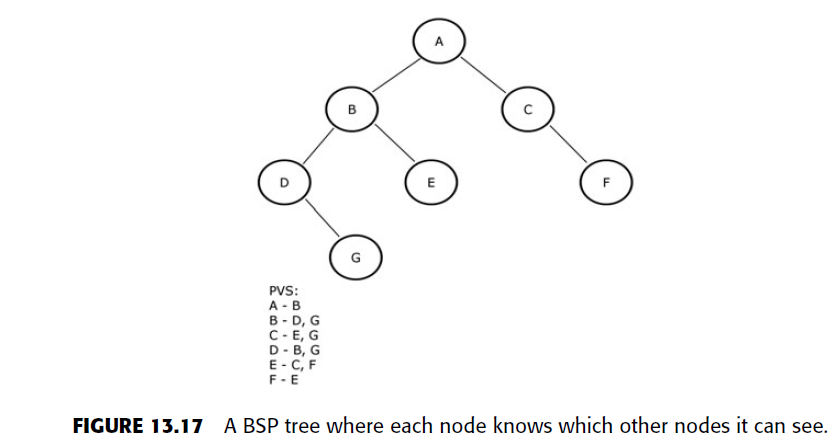 A
B
C
D
E
F
G
PVS:
A - B
B - D, G
C - E, G
D - B, G
E - C, F
F - E
FIGURE 13.17 A BSP tree where each node knows which other nodes it can see.